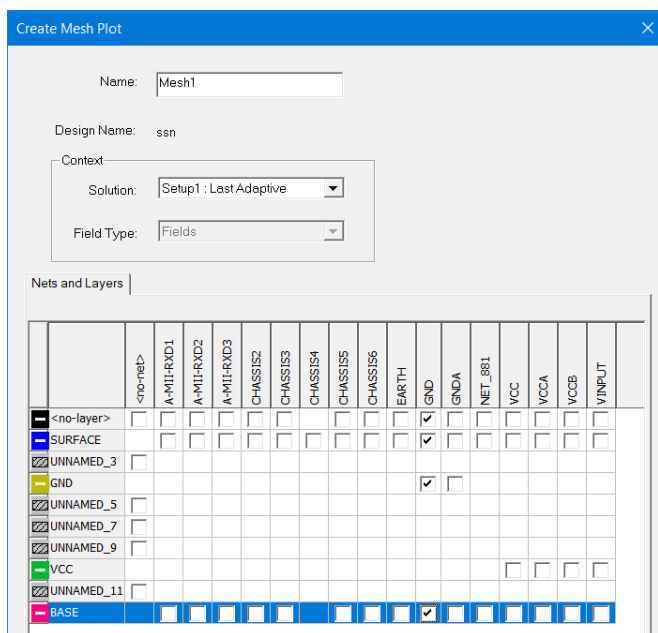 Create Mesh Plot
Name: Mesh1
Design Name: ssn
Context
Solution: Setup1 : Last Adaptive
Field Type: Fields
Nets and Layers
<no-net> A-MII-RXD1 A-MII-RXD2 A-MII-RXD3 CHASSIS2 CHASSIS3 CHASSIS4 CHASSIS5 CHASSIS6 EARTH GND GNDA NET_881 VCC VCCA VCCB VINPUT
<no-layer>
SURFACE
UNNAMED_3
GND
UNNAMED_5
UNNAMED_7
UNNAMED_9
VCC
UNNAMED_11
BASE